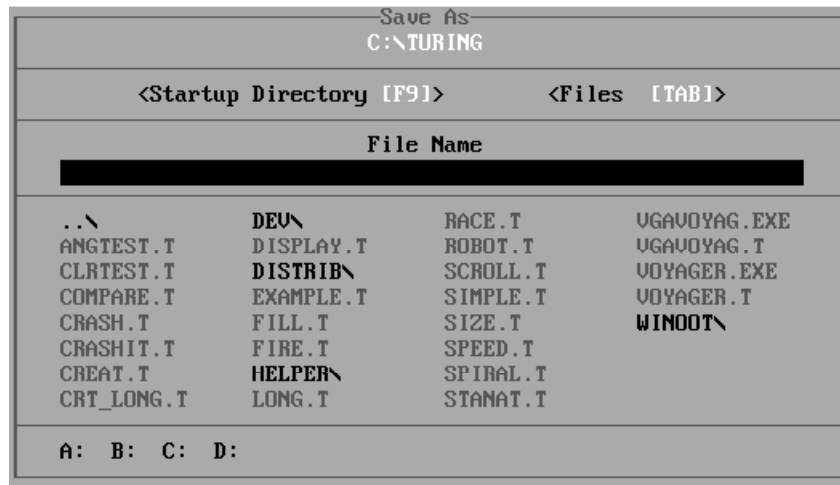 Save As
C:\TURING
<Startup Directory [F9]> <Files [TAB]>
File Name
..\ DEV\ RACE.T VGAVOYAG.EXE
ANGTEST.T DISPLAY.T ROBOT.T VGAVOYAG.T
CLRTEST.T DISTRIB\ SCROLL.T VOYAGER.EXE
COMPARE.T EXAMPLE.T SIMPLE.T VOYAGER.T
CRASH.T FILL.T SIZE.T WINOOT\
CRASHIT.T FIRE.T SPEED.T
CREAT.T HELPER\ SPIRAL.T
CRT_LONG.T LONG.T STANAT.T
A: B: C: D: